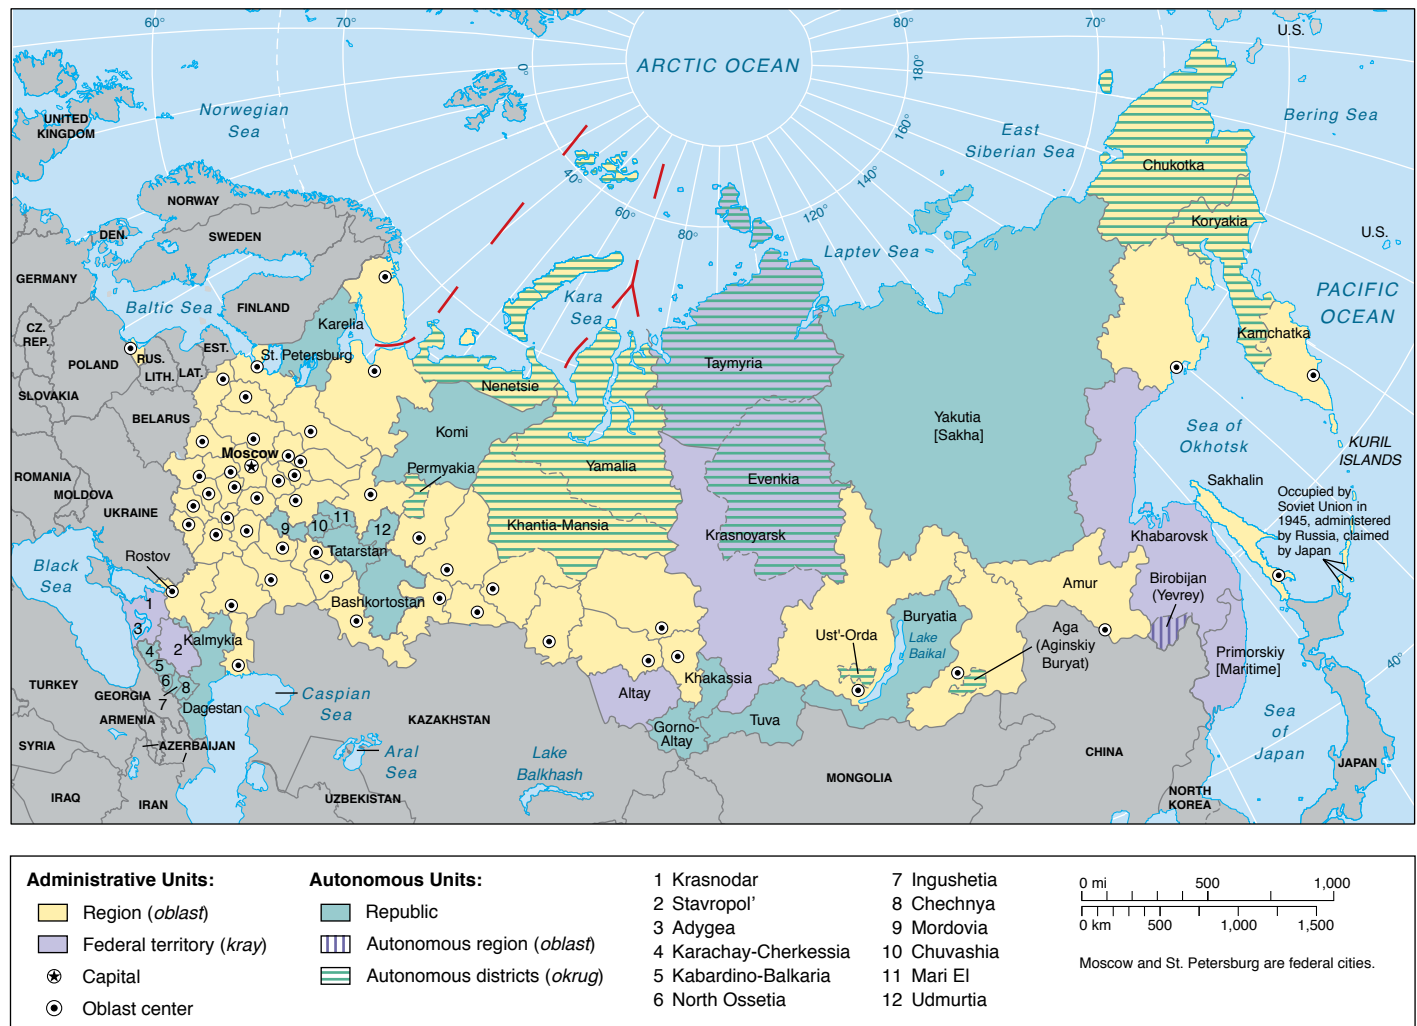 60°
70°
80°
70°
U.S.
ARCTIC OCEAN
0°
180°
Norwegian
Sea
UNITED
KINGDOM
160°
East
Siberian Sea
Bering Sea
Chukotka
40°
140°
NORWAY
60°
120°
Koryakia
DEN.
SWEDEN
80°
Laptev Sea
U.S.
GERMANY
Baltic Sea
FINLAND
Kara
Sea
PACIFIC
OCEAN
CZ.
REP.
Karelia
Kamchatka
EST.
St. Petersburg
RUS.
POLAND
LITH.
LAT.
Taymyria
Nenetsie
SLOVAKIA
BELARUS
Yakutia
[Sakha]
Sea of
Okhotsk
KURIL
ISLANDS
Komi
Moscow
Permyakia
Yamalia
Evenkia
ROMANIA
MOLDOVA
UKRAINE
Sakhalin
Occupied by
Soviet Union in
1945, administered
by Russia, claimed
by Japan
9
10
11
12
Khantia-Mansia
Krasnoyarsk
Khabarovsk
Rostov
Tatarstan
Black
Sea
Amur
Birobijan
(Yevrey)
1
Bashkortostan
3
Kalmykia
2
4
5
6
8
7
Ust'-Orda
Buryatia
Lake
Baikal
Aga
(Aginskiy
Buryat)
Primorskiy
[Maritime]
40°
TURKEY
GEORGIA
Dagestan
Caspian
Sea
Khakassia
Altay
ARMENIA
KAZAKHSTAN
Gorno-
Altay
Tuva
Sea
of
Japan
SYRIA
AZERBAIJAN
Aral
Sea
Lake
Balkhash
MONGOLIA
CHINA
JAPAN
IRAQ
IRAN
UZBEKISTAN
NORTH
KOREA
Administrative Units:
Region (oblast)
Federal territory (kray)
Capital
Oblast center
Autonomous Units:
Republic
Autonomous region (oblast)
Autonomous districts (okrug)
1 Krasnodar
2 Stavropol’
3 Adygea
4 Karachay-Cherkessia
5 Kabardino-Balkaria
6 North Ossetia
7 Ingushetia
8 Chechnya
9 Mordovia
10 Chuvashia
11 Mari El
12 Udmurtia
0 mi 500 1,000
0 km 500 1,000 1,500
Moscow and St. Petersburg are federal cities.